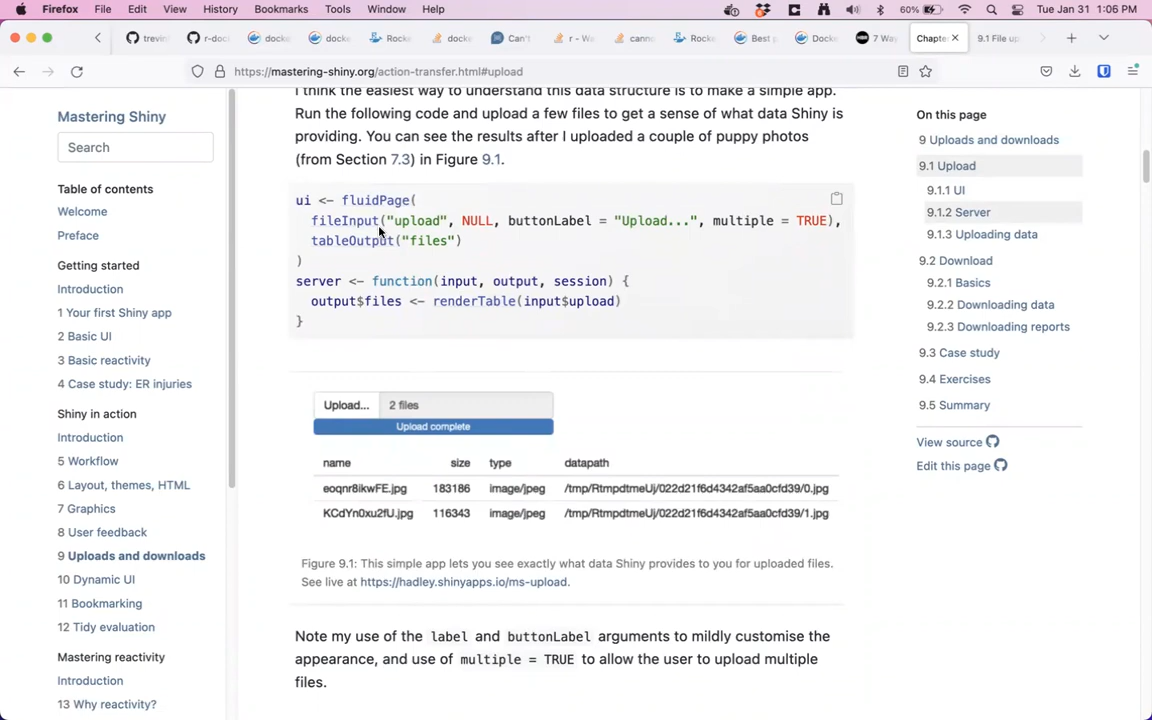 Firefox File Edit View History Bookmarks Tools Window Help 60% Tue Jan 31 1:06 PM
trevin r-doc docke docke Rocke docke Can't r - Wa canno Rocke Best p Docke 7 Way Chapte 9.1 File up
https://mastering-shiny.org/action-transfer.html#upload
Mastering Shiny
Search
Table of contents
Welcome
Preface
Getting started
Introduction
1 Your first Shiny app
2 Basic UI
3 Basic reactivity
4 Case study: ER injuries
Shiny in action
Introduction
5 Workflow
6 Layout, themes, HTML
7 Graphics
8 User feedback
9 Uploads and downloads
10 Dynamic UI
11 Bookmarking
12 Tidy evaluation
Mastering reactivity
Introduction
13 Why reactivity?
I think the easiest way to understand this data structure is to make a simple app.
Run the following code and upload a few files to get a sense of what data Shiny is
providing. You can see the results after I uploaded a couple of puppy photos
(from Section 7.3) in Figure 9.1.
ui <- fluidPage(
fileInput("upload", NULL, buttonLabel = "Upload...", multiple = TRUE),
tableOutput("files")
)
server <- function(input, output, session) {
output$files <- renderTable(input$upload)
}
Upload... 2 files
Upload complete
name size type datapath
eoqnr8ikwFE.jpg 183186 image/jpeg /tmp/RtmpdtmeUj/022d21f6d4342af5aa0cfd39/0.jpg
KCdYn0xu2fU.jpg 116343 image/jpeg /tmp/RtmpdtmeUj/022d21f6d4342af5aa0cfd39/1.jpg
Figure 9.1: This simple app lets you see exactly what data Shiny provides to you for uploaded files.
See live at https://hadley.shinyapps.io/ms-upload.
Note my use of the label and buttonLabel arguments to mildly customise the
appearance, and use of multiple = TRUE to allow the user to upload multiple
files.
On this page
9 Uploads and downloads
9.1 Upload
9.1.1 UI
9.1.2 Server
9.1.3 Uploading data
9.2 Download
9.2.1 Basics
9.2.2 Downloading data
9.2.3 Downloading reports
9.3 Case study
9.4 Exercises
9.5 Summary
View source
Edit this page